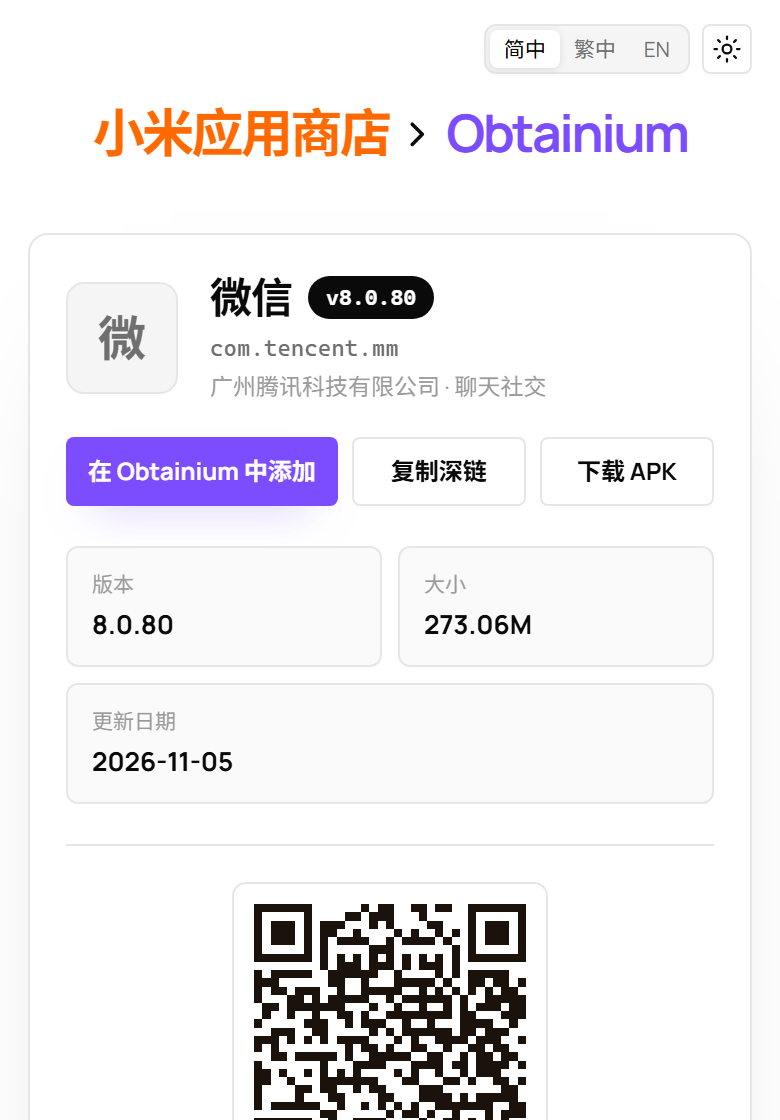 简中 繁中 EN
小米应用商店 > Obtainium
微
微信 v8.0.80
com.tencent.mm
广州腾讯科技有限公司 · 聊天社交
在 Obtainium 中添加 复制深链 下载 APK
版本 大小
8.0.80 273.06M
更新日期
2026-11-05